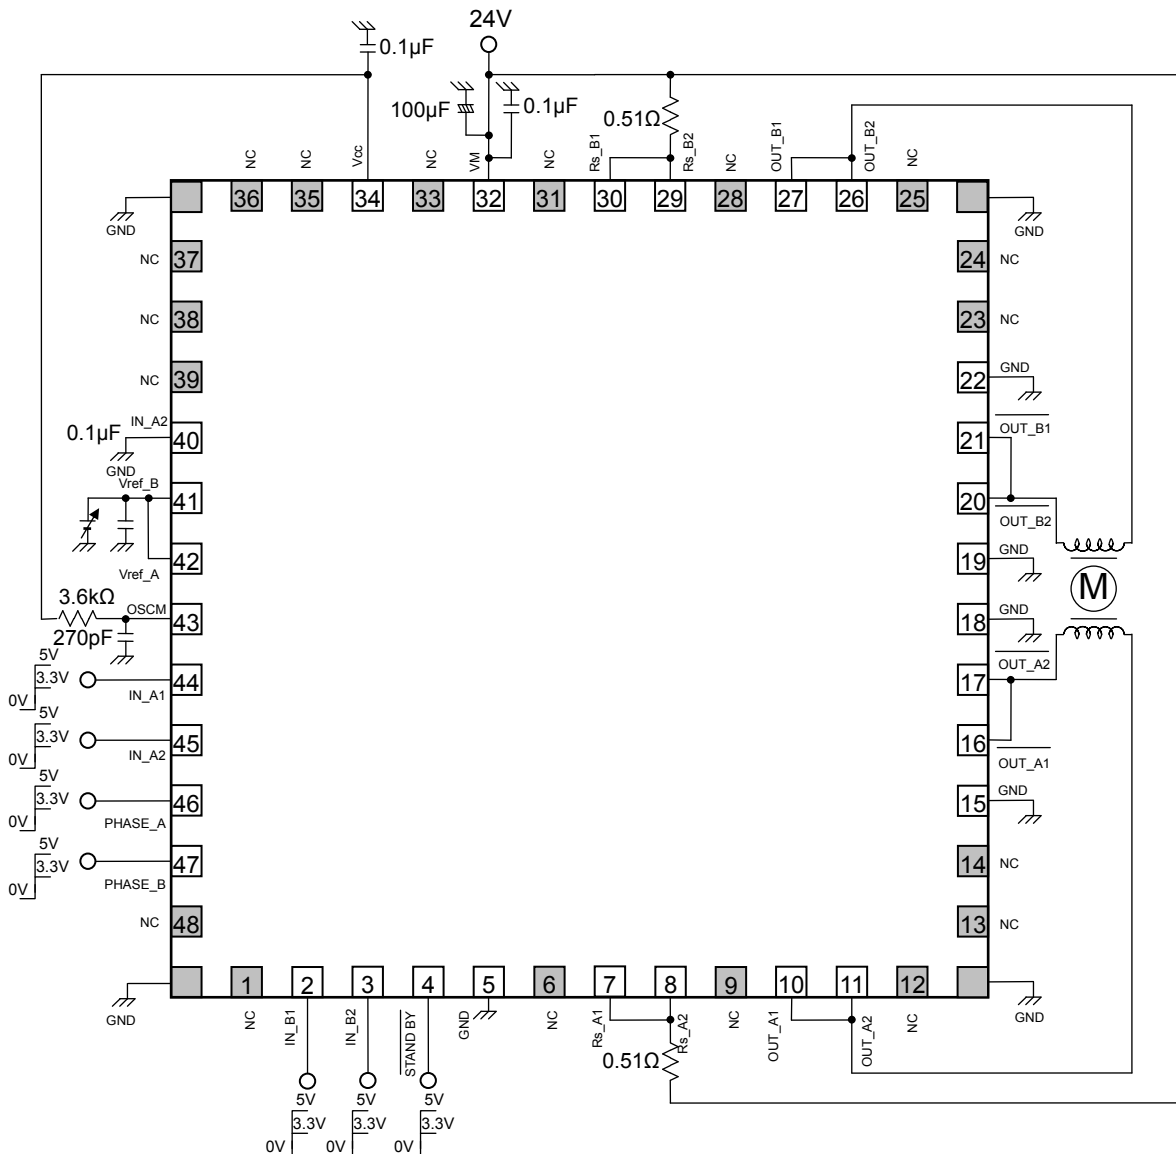 24V
0.1µF
100µF
0.1µF
0.51Ω
NC
NC
Vcc
NC
VM
NC
Rs_B1
Rs_B2
NC
OUT_B1
OUT_B2
NC
36
35
34
33
32
31
30
29
28
27
26
25
GND
GND
NC
37
24
NC
NC
38
23
NC
NC
39
22
GND
IN_A2
0.1µF
40
GND
21
OUT_B1
Vref_B
41
20
OUT_B2
42
Vref_A
19
GND
M
3.6kΩ
OSCM
43
270pF
18
GND
5V
3.3V
0V
44
IN_A1
17
OUT_A2
5V
3.3V
0V
45
IN_A2
16
OUT_A1
5V
3.3V
0V
46
PHASE_A
15
GND
5V
3.3V
0V
47
PHASE_B
14
NC
NC
48
13
NC
GND
GND
1
2
3
4
5
6
7
8
9
10
11
12
NC
IN_B1
IN_B2
STAND BY
GND
NC
Rs_A1
Rs_A2
NC
OUT_A1
OUT_A2
NC
0.51Ω
5V
3.3V
0V
5V
3.3V
0V
5V
3.3V
0V